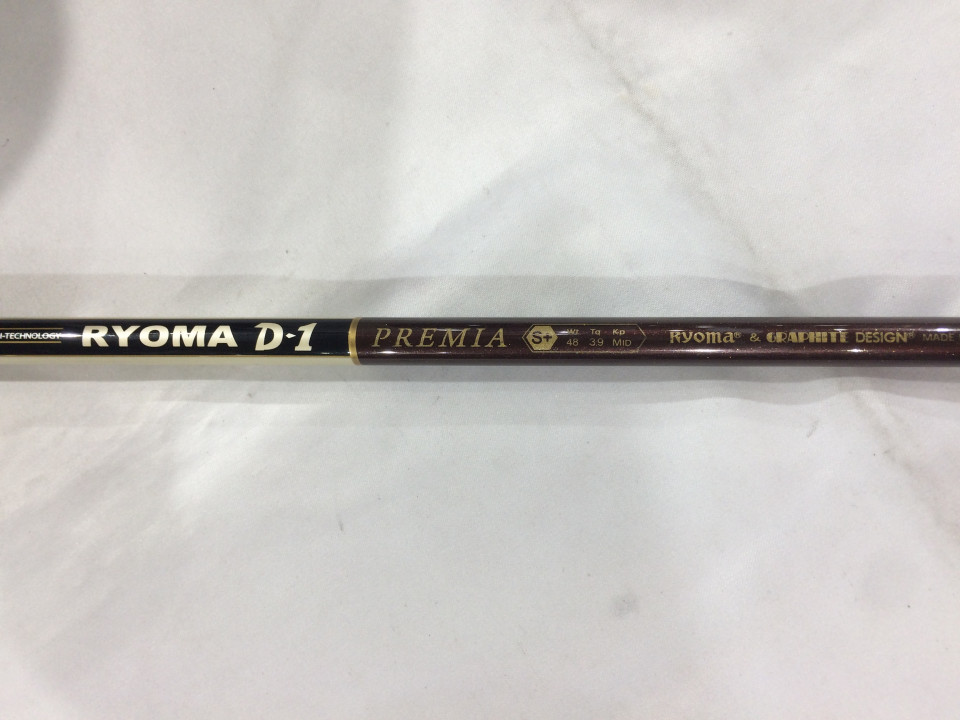 I-TECHNOLOGY RYOMA D-1 PREMIA S+ Wt Tq Kp Ryoma® & GRAPHITE DESIGN® MADE
48 3.9 MID